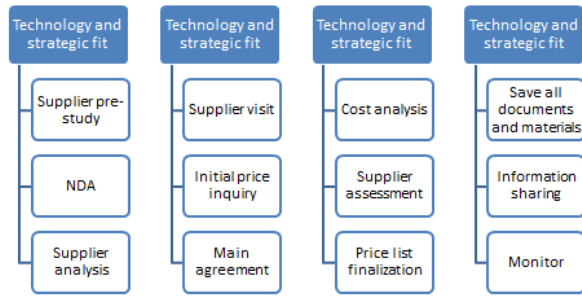 Technology and
strategic fit
Supplier pre-
study
NDA
Supplier
analysis
Technology and
strategic fit
Supplier visit
Initial price
inquiry
Main
agreement
Technology and
strategic fit
Cost analysis
Supplier
assessment
Price list
finalization
Technology and
strategic fit
Save all
documents
and materials
Information
sharing
Monitor